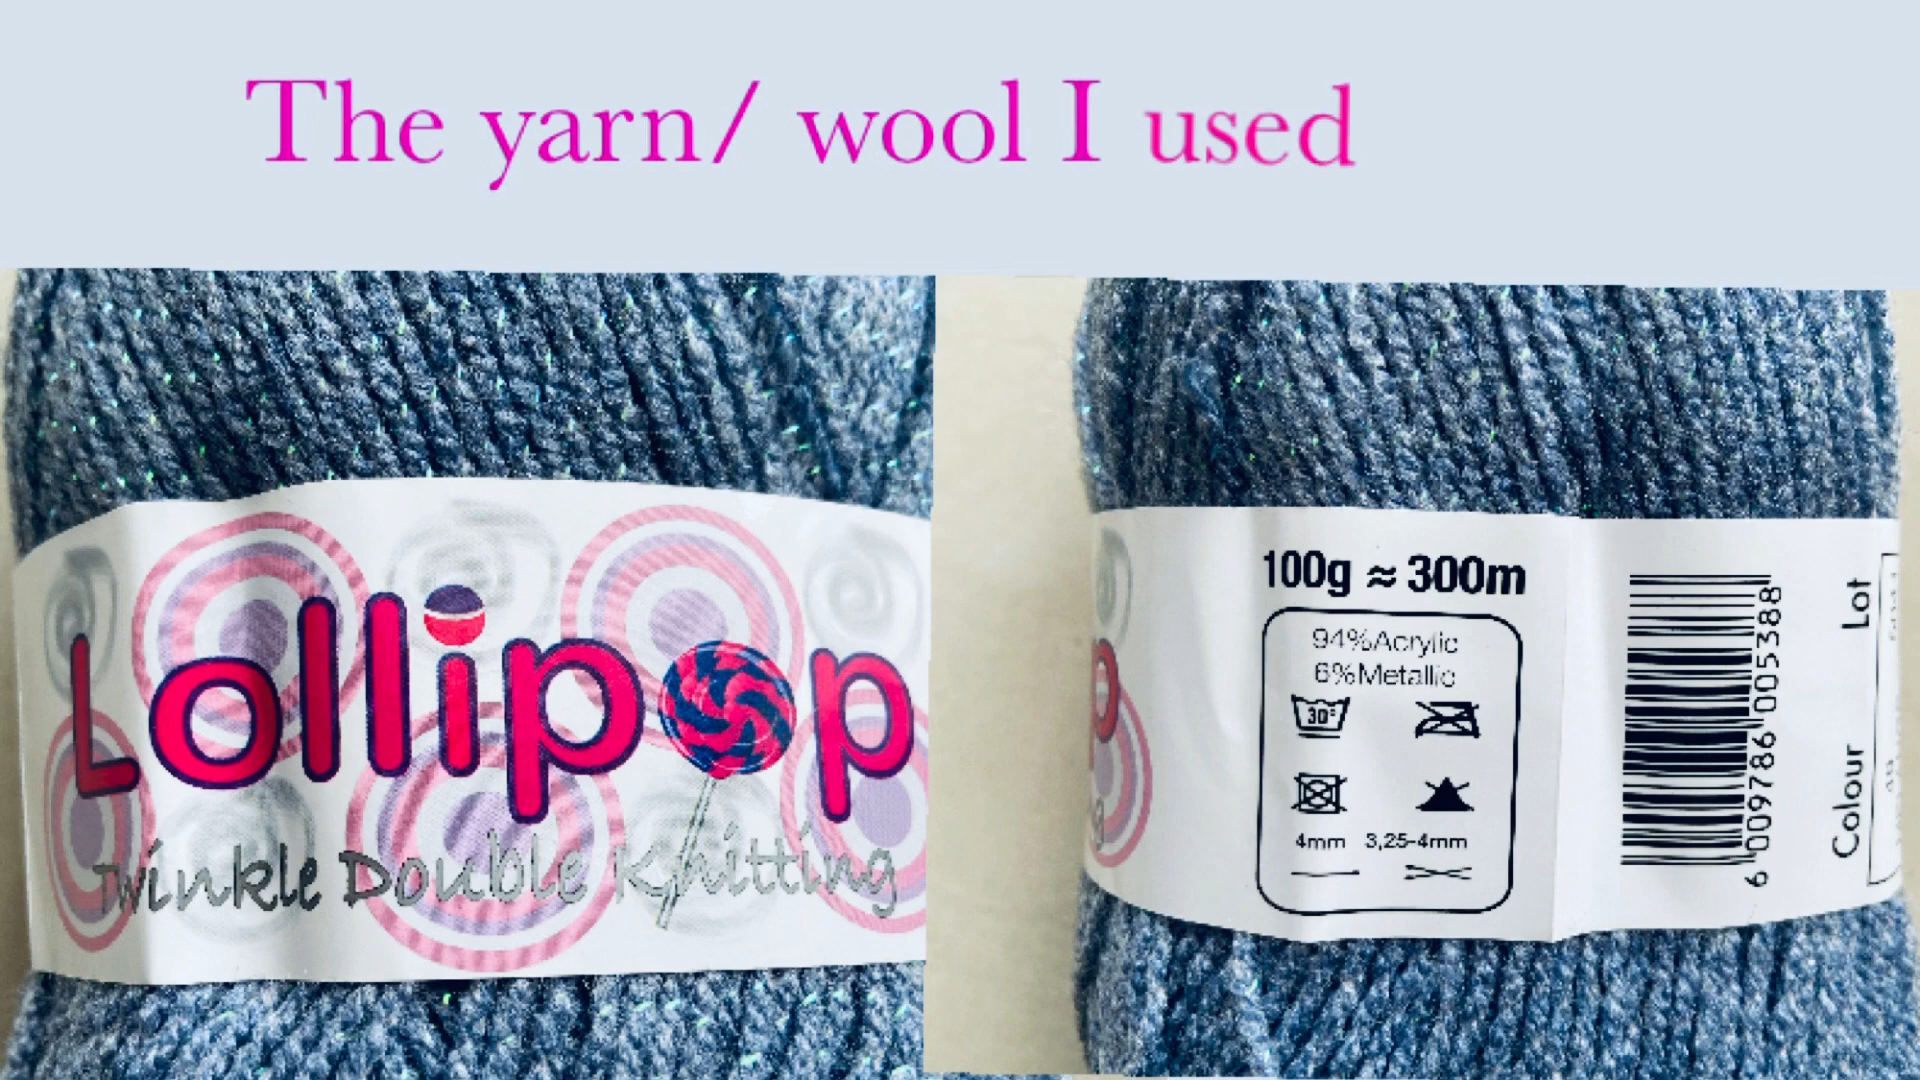 The yarn/ wool I used
Lollipop
Twinkle Double Knitting
100g ≈ 300m
94%Acrylic
6%Metallic
30°
4mm 3,25-4mm
6 009786 005388
Lot
Colour